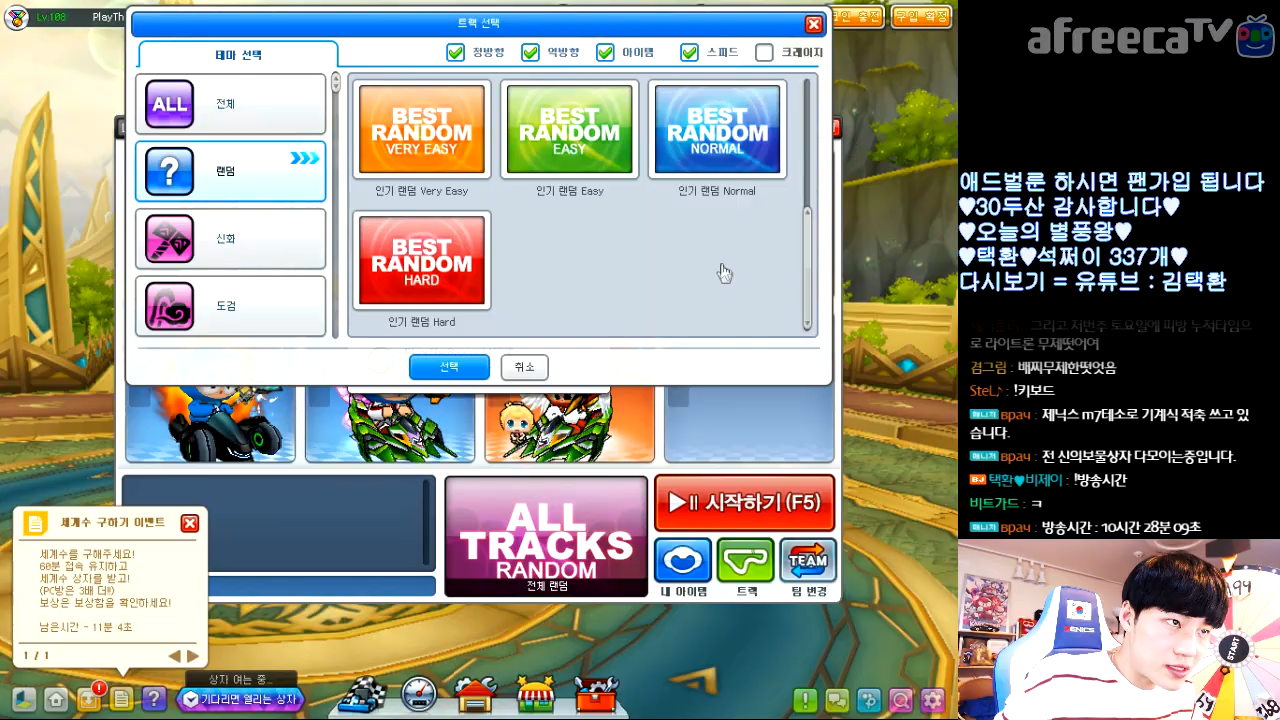 Lv.108 PlayTh
트랙 선택
코인 충전
구입 확정
afreecaTV
테마 선택
정방향
역방향
아이템
스피드
크레이지
ALL 전체
? 랜덤
신화
도검
BEST
RANDOM
VERY EASY
인기 랜덤 Very Easy
BEST
RANDOM
EASY
인기 랜덤 Easy
BEST
RANDOM
NORMAL
인기 랜덤 Normal
BEST
RANDOM
HARD
인기 랜덤 Hard
선택
취소
ALL
TRACKS
RANDOM
전체 랜덤
시작하기 (F5)
내 아이템
트랙
TEAM
팀 변경
세계수 구하기 이벤트
세계수를 구해주세요!
60분 접속 유지하고
세계수 상자를 받고!
(PC방은 3배 더!!)
보상은 보상함을 확인하세요!
남은시간 - 11분 4초
1 / 1
상자 여는 중..
기다리면 열리는 상자
애드벌룬 하시면 팬가입 됩니다
♥30두산 감사합니다♥
♥오늘의 별풍왕♥
♥택환♥석쩌이 337개♥
다시보기 = 유튜브 : 김택환
그리고 저번주 토요일에 피방 누적타임으
로 라이트론 무제떳어여
겸그림 : 배찌무제한떳엇음
SteL♪ : !키보드
매니저 Bpaч : 제닉스 m7테소로 기계식 적축 쓰고 있
습니다.
매니저 Bpaч : 전 신의보물상자 다모이는중입니다.
BJ 택환♥비제이 : !방송시간
비트가드 : ㅋ
매니저 Bpaч : 방송시간 : 10시간 28분 09초
XENICS
START